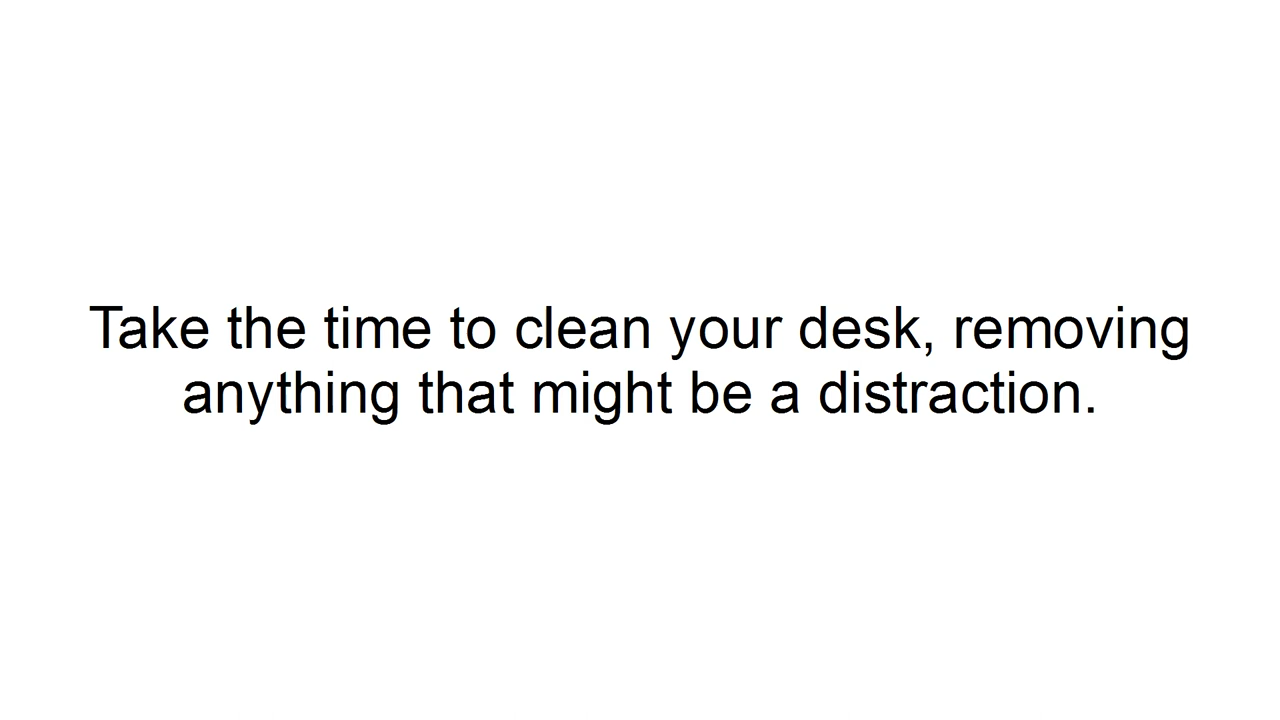 Take the time to clean your desk, removing
anything that might be a distraction.